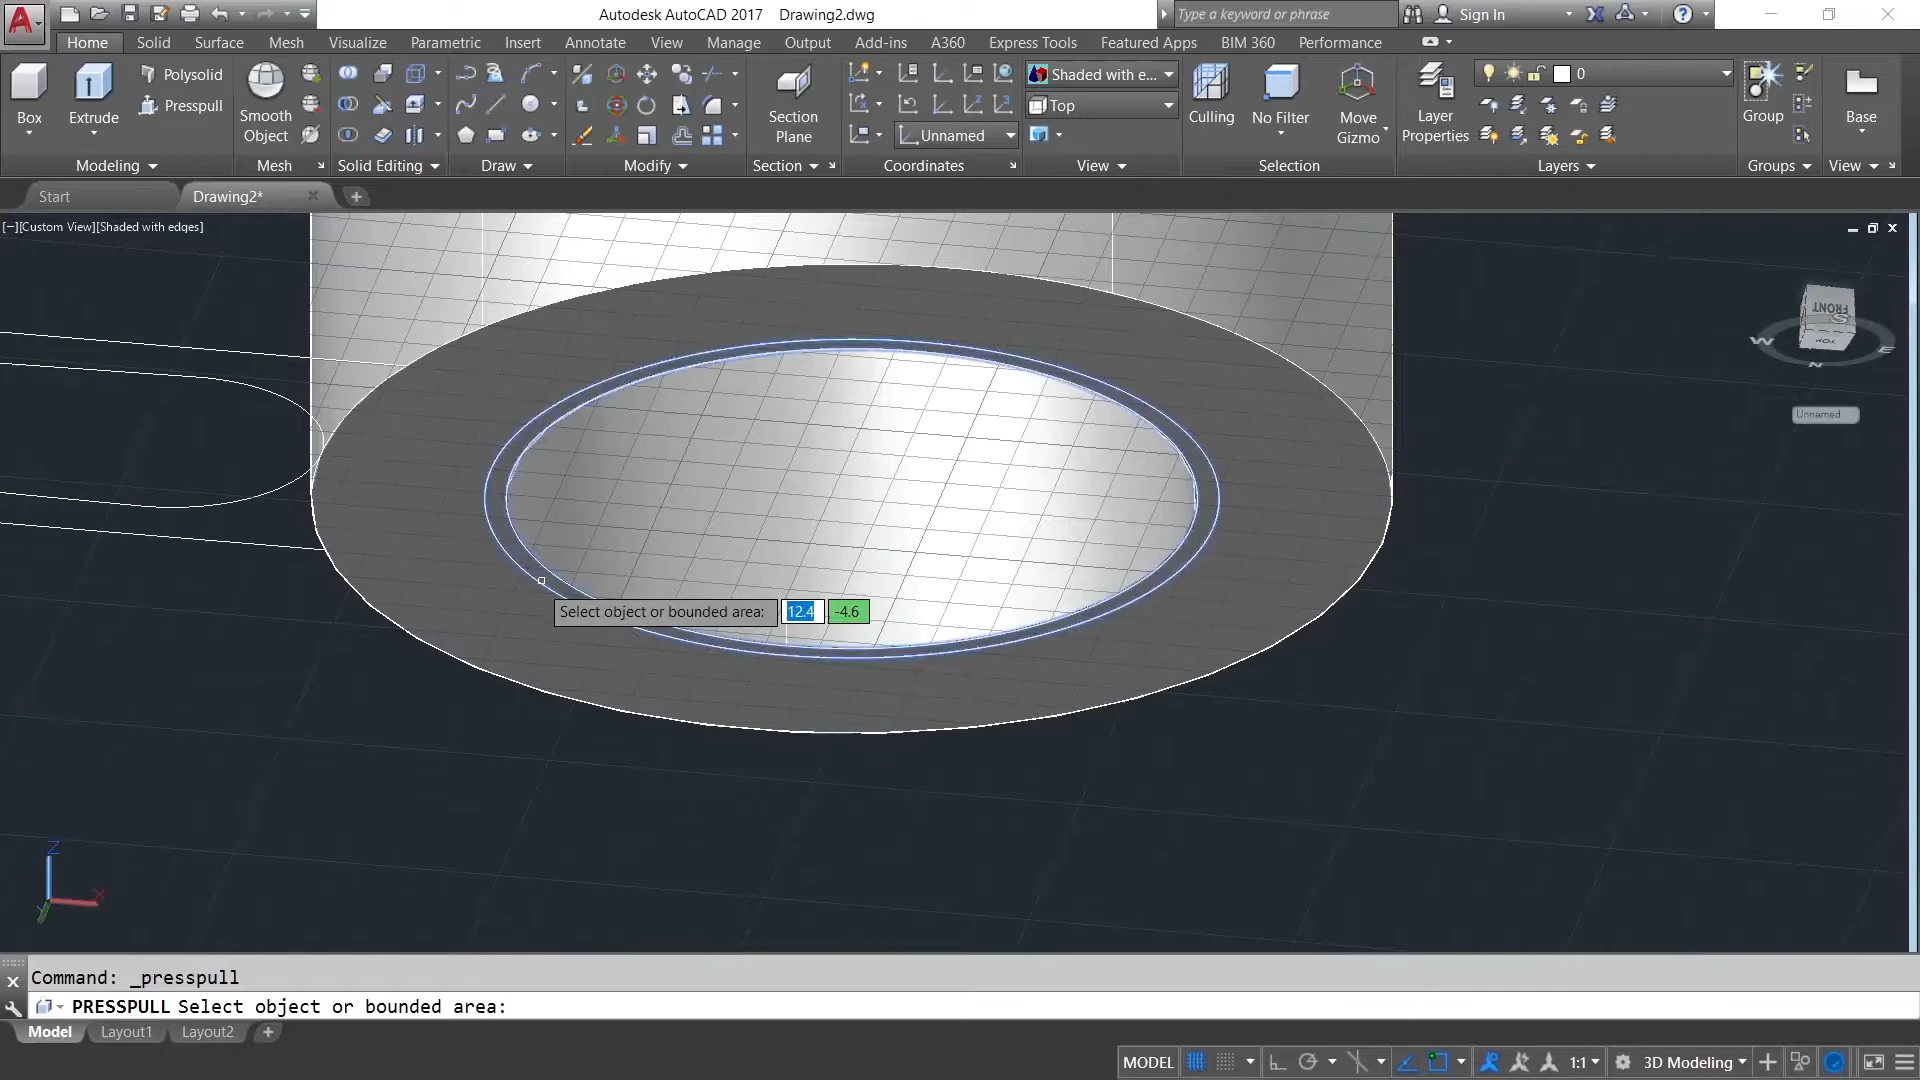 Autodesk AutoCAD 2017 Drawing2.dwg
Type a keyword or phrase
Sign In
Home Solid Surface Mesh Visualize Parametric Insert Annotate View Manage Output Add-ins A360 Express Tools Featured Apps BIM 360 Performance
Box
Extrude
Polysolid
Presspull
Smooth Object
Section Plane
Unnamed
Shaded with e...
Top
Culling
No Filter
Move Gizmo
Layer Properties
0
Group
Base
Modeling Mesh Solid Editing Draw Modify Section Coordinates View Selection Layers Groups View
Start Drawing2*
[−][Custom View][Shaded with edges]
FRONT
S
TOP
W
E
N
Unnamed
Select object or bounded area: 12.4 -4.6
Z
X
Y
Command: _presspull
PRESSPULL Select object or bounded area:
Model Layout1 Layout2
MODEL 1:1 3D Modeling